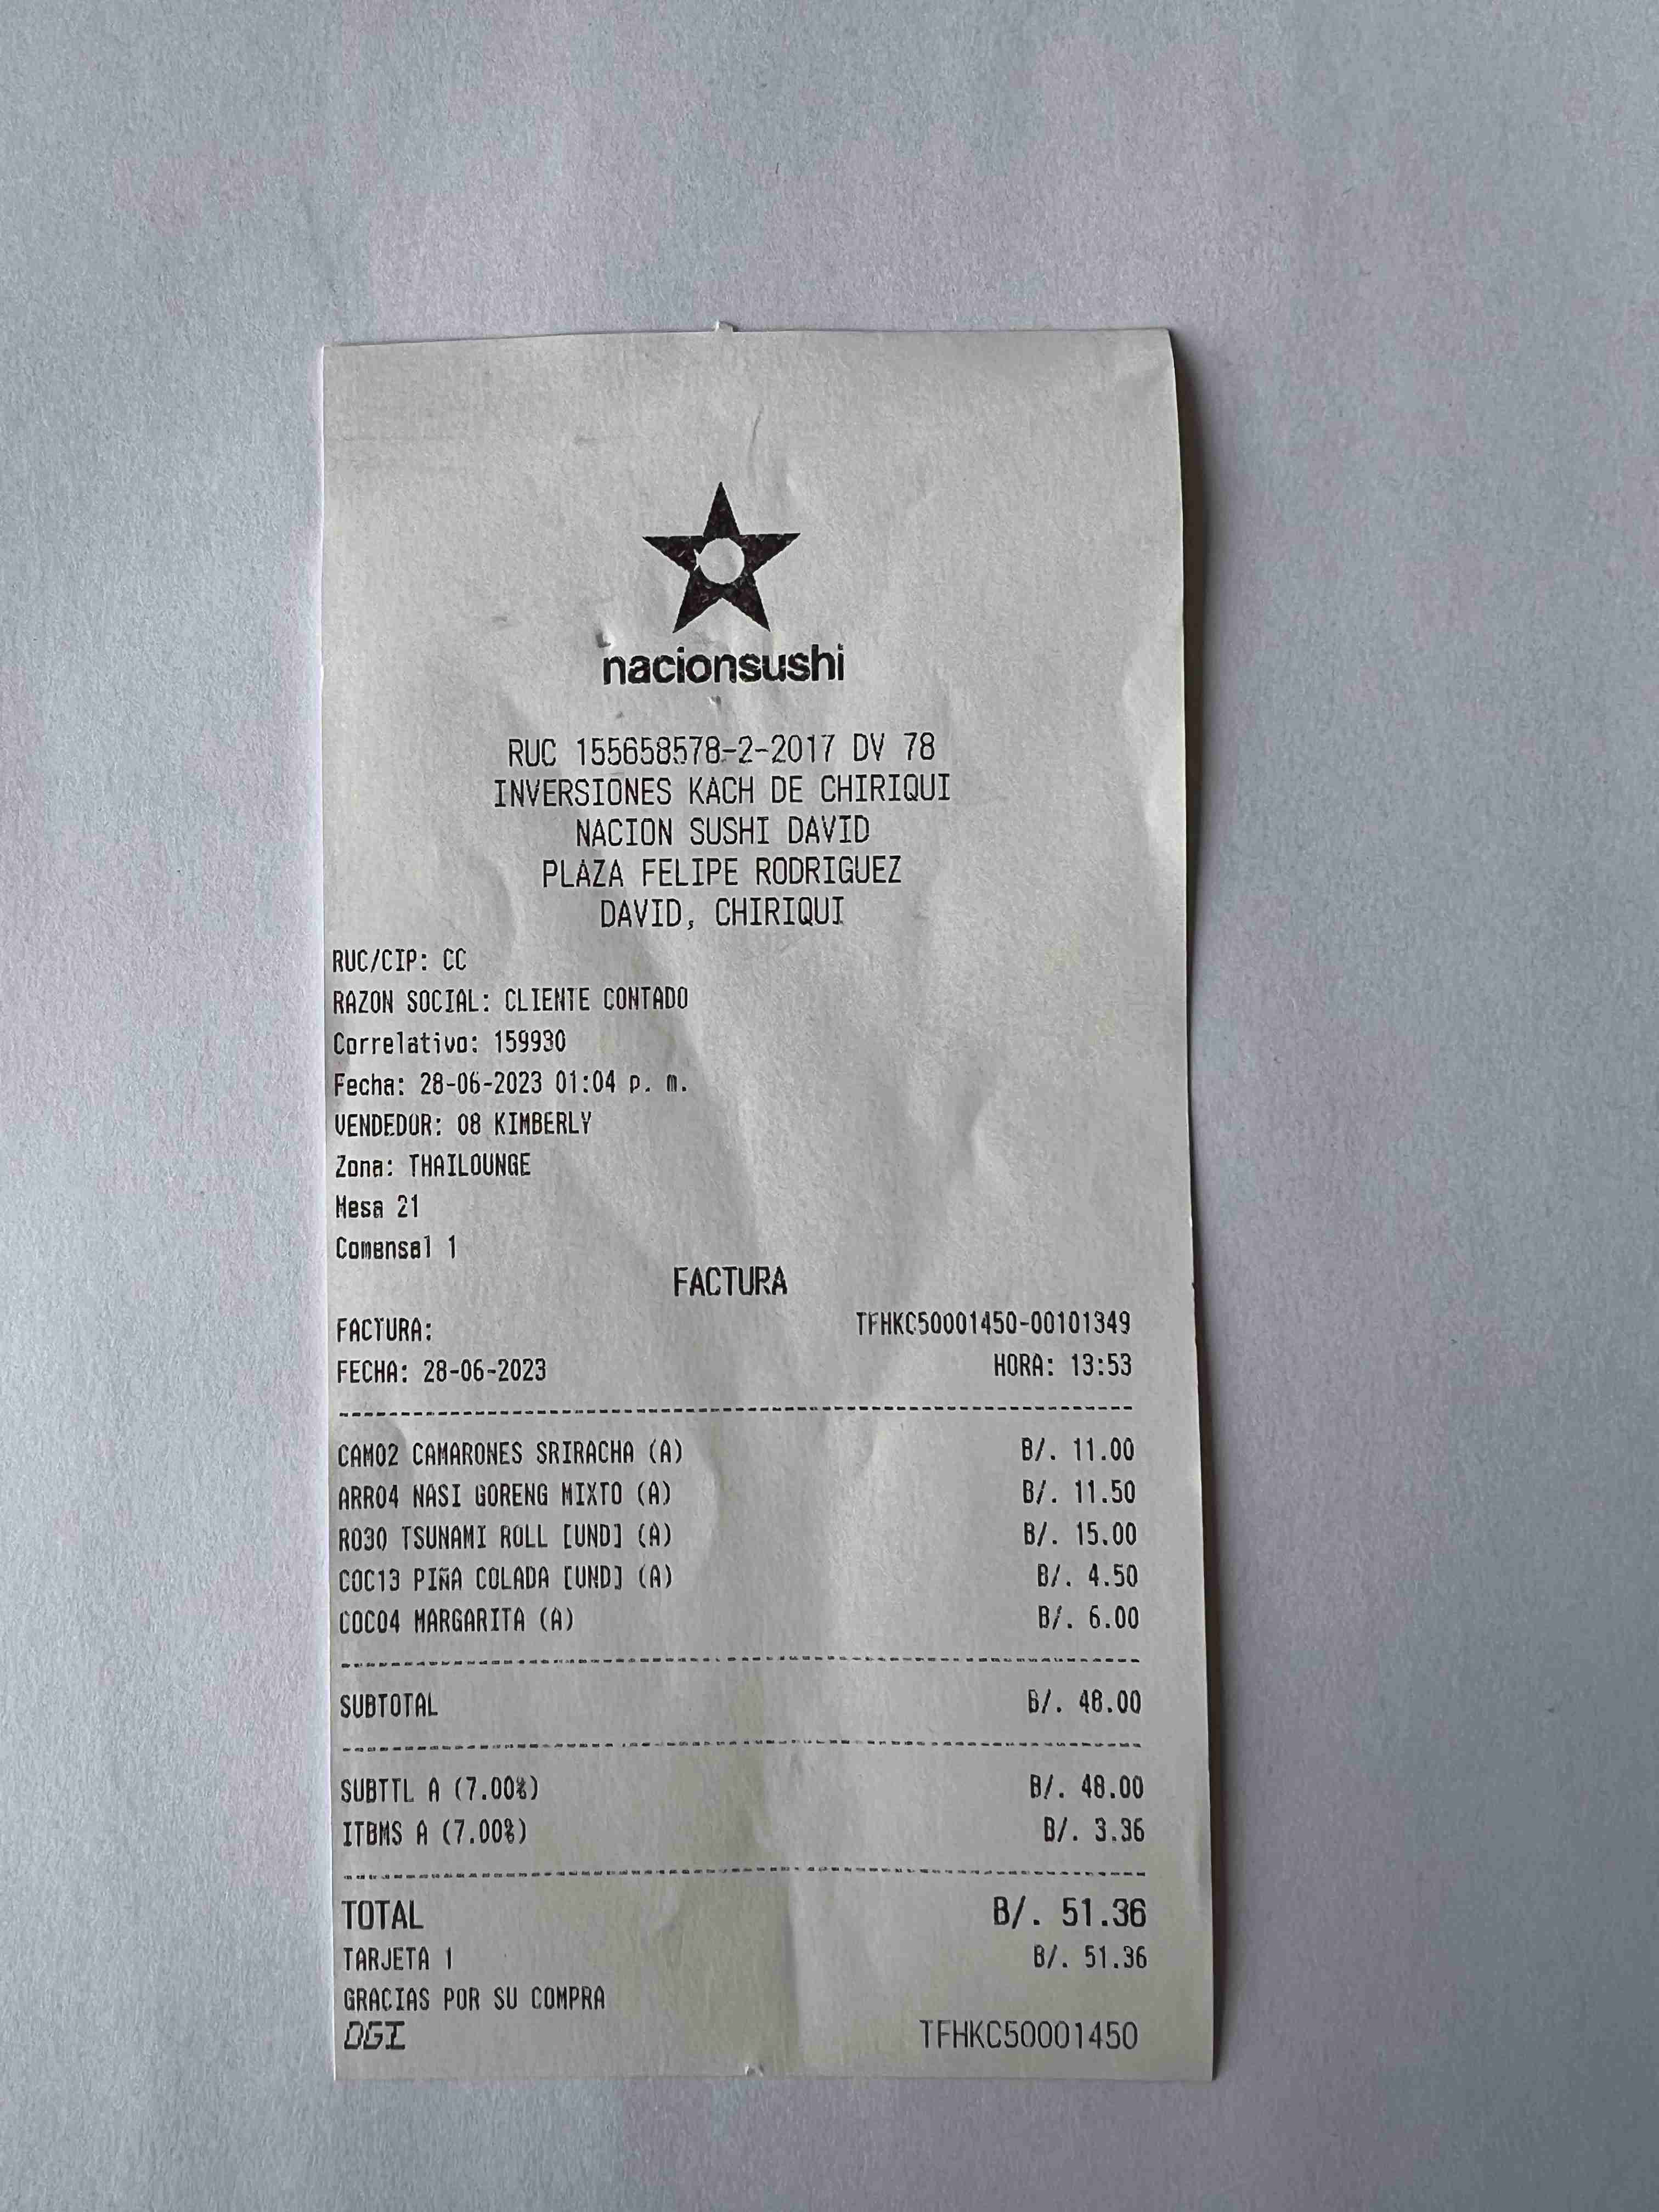 nacionsushi
RUC 155658578-2-2017 DV 78
INVERSIONES KACH DE CHIRIQUI
NACION SUSHI DAVID
PLAZA FELIPE RODRIGUEZ
DAVID, CHIRIQUI
RUC/CIP: CC
RAZON SOCIAL: CLIENTE CONTADO
Correlativo: 159930
Fecha: 28-06-2023 01:04 p. m.
VENDEDOR: 08 KIMBERLY
Zona: THAILOUNGE
Mesa 21
Comensal 1
FACTURA
FACTURA: TFHKC50001450-00101349
FECHA: 28-06-2023 HORA: 13:53
CAM02 CAMARONES SRIRACHA (A) B/. 11.00
ARR04 NASI GORENG MIXTO (A) B/. 11.50
RO30 TSUNAMI ROLL [UND] (A) B/. 15.00
COC13 PIÑA COLADA [UND] (A) B/. 4.50
COC04 MARGARITA (A) B/. 6.00
SUBTOTAL B/. 48.00
SUBTTL A (7.00%) B/. 48.00
ITBMS A (7.00%) B/. 3.36
TOTAL B/. 51.36
TARJETA 1 B/. 51.36
GRACIAS POR SU COMPRA
DGI TFHKC50001450